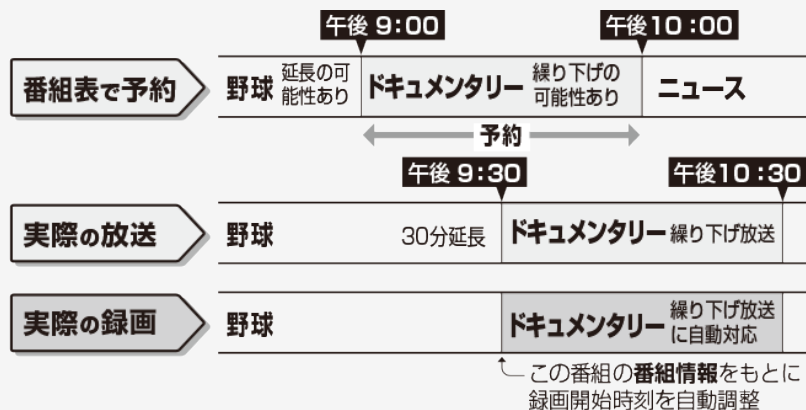 午後 9:00 午後10:00
番組表で予約 野球 延長の可能性あり ドキュメンタリー 繰り下げの可能性あり ニュース
予約
午後 9:30 午後10:30
実際の放送 野球 30分延長 ドキュメンタリー 繰り下げ放送
実際の録画 野球 ドキュメンタリー 繰り下げ放送に自動対応
この番組の番組情報をもとに
録画開始時刻を自動調整